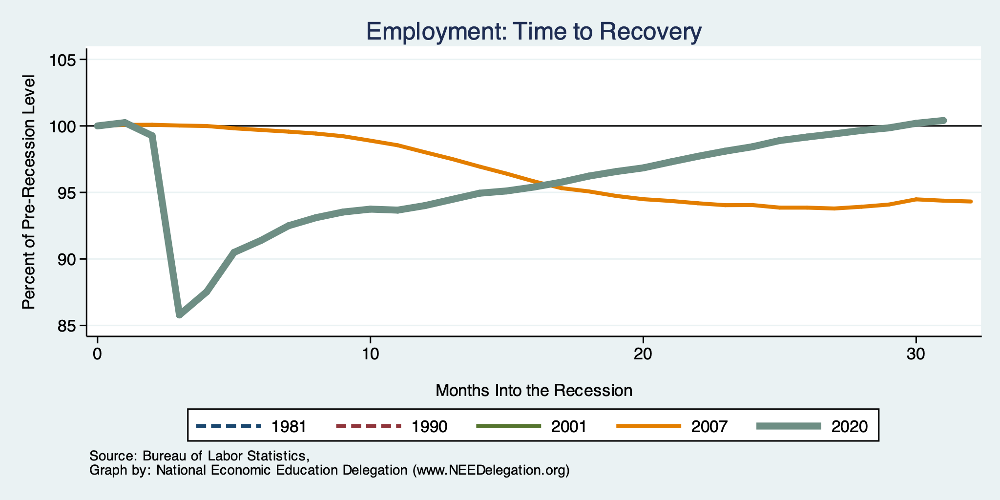 Employment: Time to Recovery
Percent of Pre-Recession Level
105
100
95
90
85
0 10 20 30
Months Into the Recession
1981 1990 2001 2007 2020
Source: Bureau of Labor Statistics,
Graph by: National Economic Education Delegation (www.NEEDelegation.org)